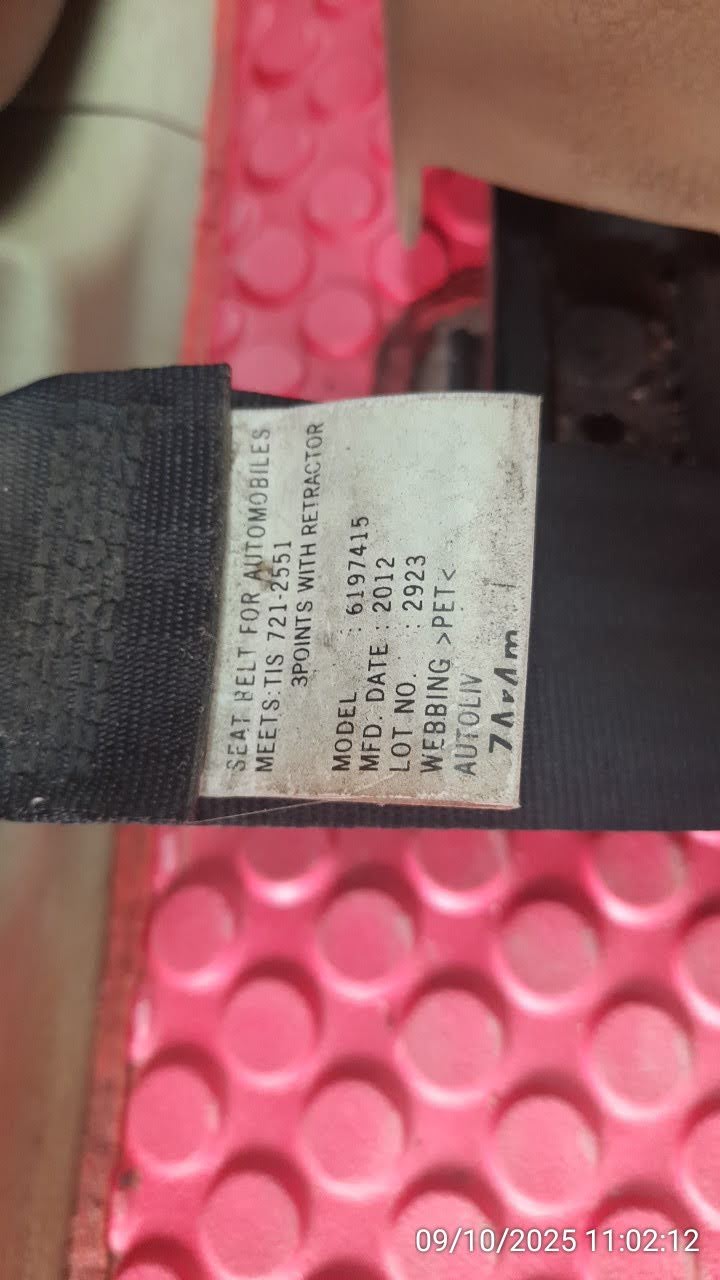 SEAT BELT FOR AUTOMOBILES
MEETS:TIS 721-2551
3POINTS WITH RETRACTOR
MODEL : 6197415
MFD. DATE : 2012
LOT NO. : 2923
WEBBING >PET<
AUTOLIV
09/10/2025 11:02:12